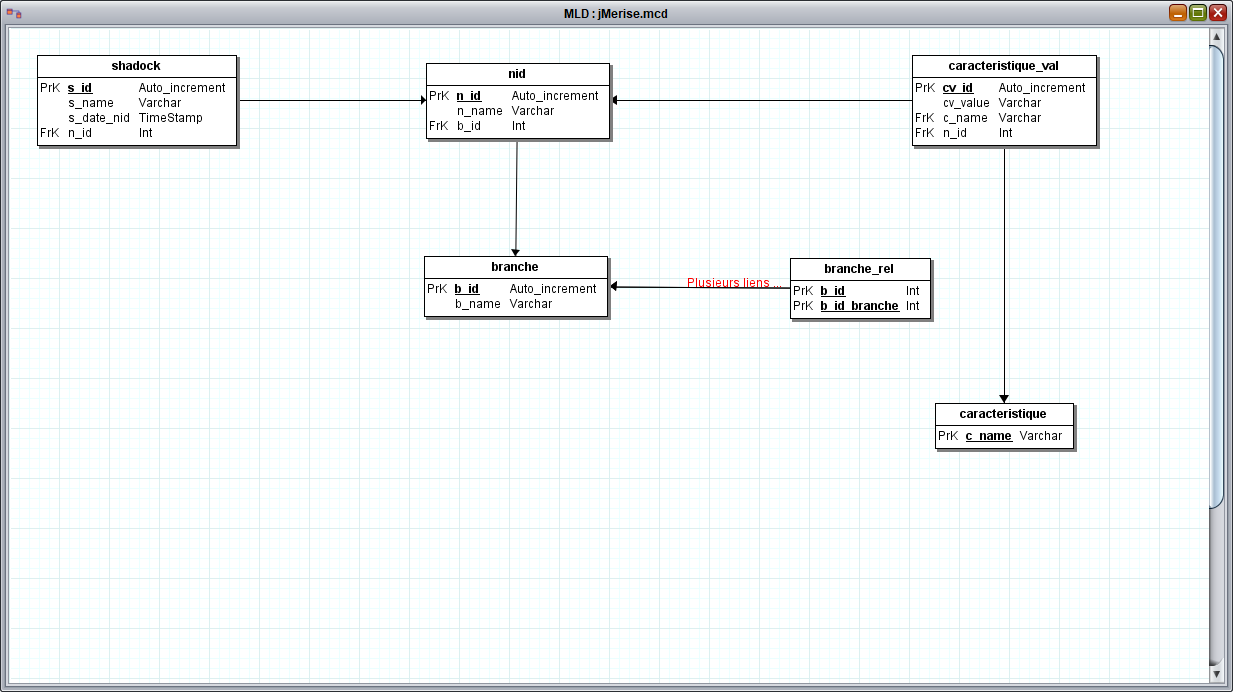 MLD : jMerise.mcd
shadock
PrK s_id Auto_increment
s_name Varchar
s_date_nid TimeStamp
FrK n_id Int
nid
PrK n_id Auto_increment
n_name Varchar
FrK b_id Int
caracteristique_val
PrK cv_id Auto_increment
cv_value Varchar
FrK c_name Varchar
FrK n_id Int
branche
PrK b_id Auto_increment
b_name Varchar
Plusieurs liens ...
branche_rel
PrK b_id Int
PrK b_id_branche Int
caracteristique
PrK c_name Varchar